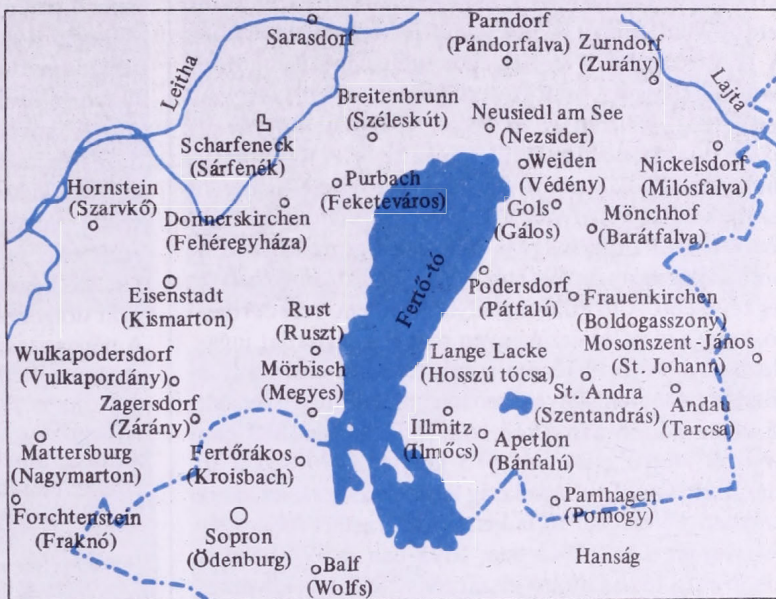 Sarasdorf
Parndorf
(Pándorfalva)
Zurndorf
(Zurány)
Leitha
Lajta
Breitenbrunn
(Széleskút)
Neusiedl am See
(Nezsider)
Scharfeneck
(Sárfenék)
Weiden
(Védény)
Nickelsdorf
(Milósfalva)
Hornstein
(Szarvkő)
Purbach
(Feketeváros)
Donnerskirchen
(Fehéregyháza)
Gols
(Gálos)
Mönchhof
(Barátfalva)
Fertő-tó
Eisenstadt
(Kismarton)
Podersdorf
(Pátfalú)
Frauenkirchen
(Boldogasszony)
Rust
(Ruszt)
Mosonszent-János
(St. Johann)
Wulkapodersdorf
(Vulkapordány)
Mörbisch
(Megyes)
Lange Lacke
(Hosszú tócsa)
St. Andra
(Szentandrás)
Andau
(Tarcsa)
Zagersdorf
(Zárány)
Illmitz
(Ilmőcs)
Apetlon
(Bánfalú)
Mattersburg
(Nagymarton)
Fertőrákos
(Kroisbach)
Forchtenstein
(Fraknó)
Pamhagen
(Pomogy)
Sopron
(Ödenburg)
Balf
(Wolfs)
Hanság